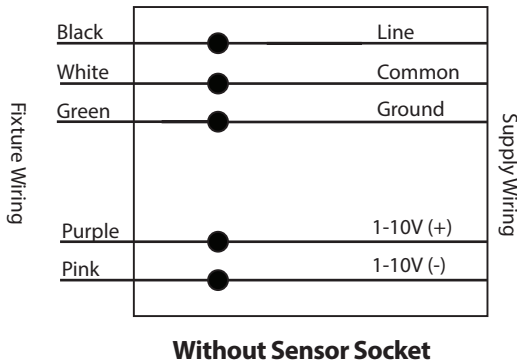 Black Line
White Common
Green Ground
Fixture Wiring
Supply Wiring
Purple 1-10V (+)
Pink 1-10V (-)
Without Sensor Socket